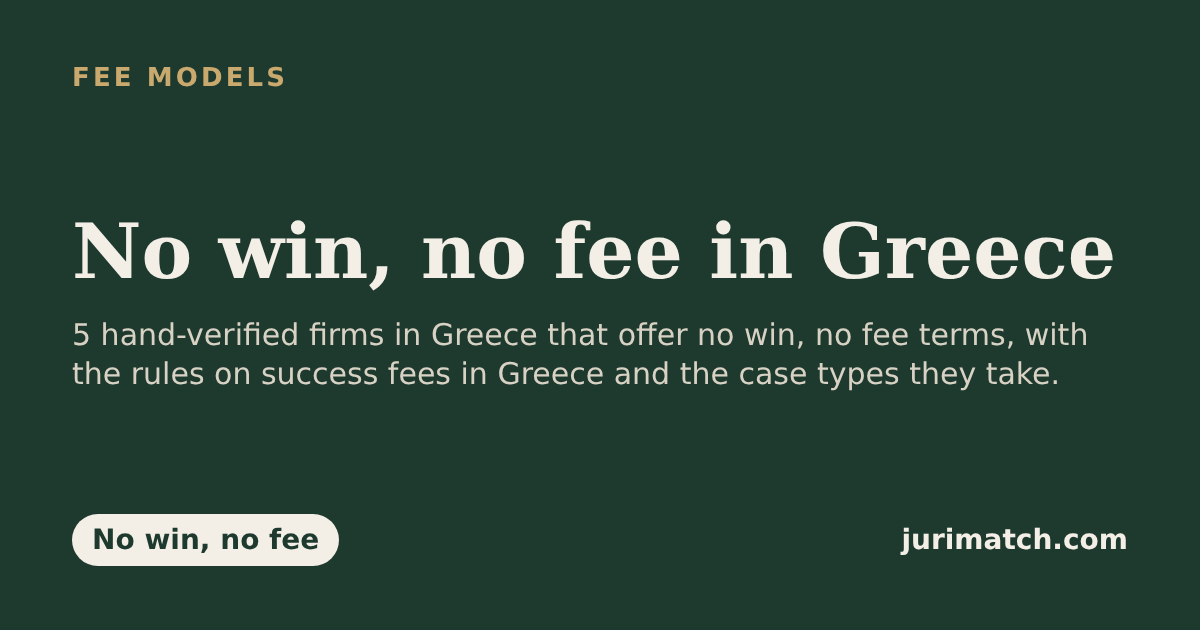 FEE MODELS
No win, no fee in Greece
5 hand-verified firms in Greece that offer no win, no fee terms, with
the rules on success fees in Greece and the case types they take.
No win, no fee
jurimatch.com